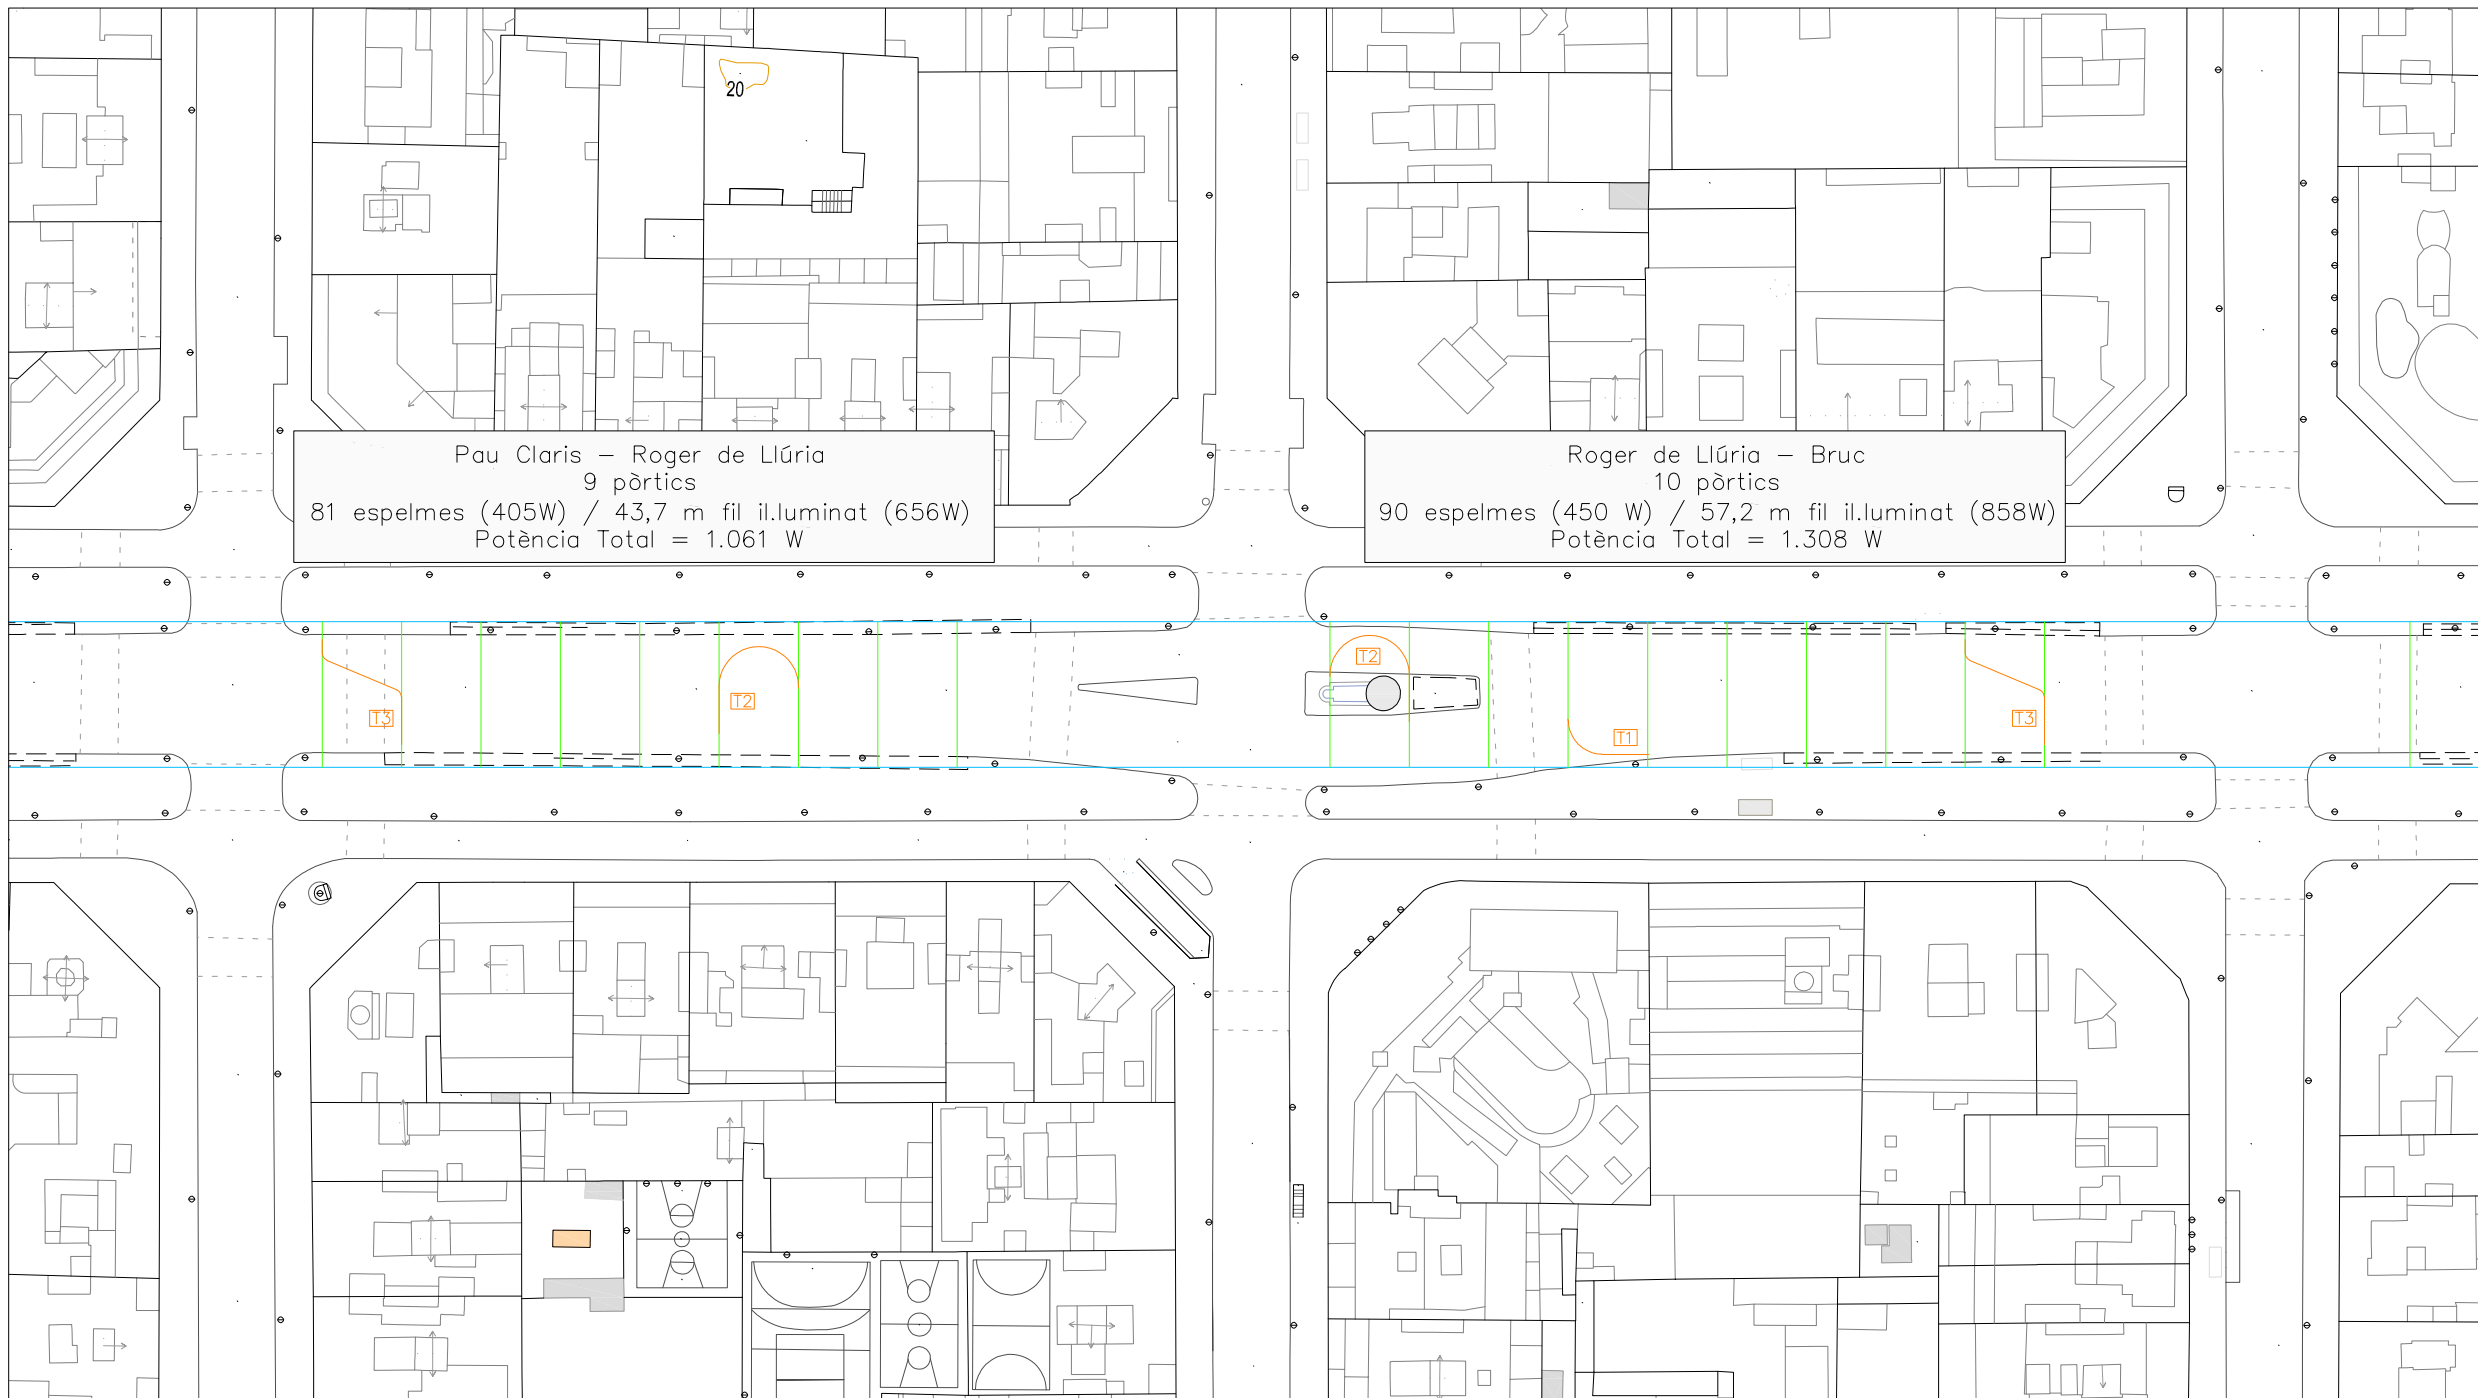 20
Pau Claris – Roger de Llúria
9 pòrtics
81 espelmes (405W) / 43,7 m fil il.luminat (656W)
Potència Total = 1.061 W
Roger de Llúria – Bruc
10 pòrtics
90 espelmes (450 W) / 57,2 m fil il.luminat (858W)
Potència Total = 1.308 W
T3
T2
T2
T1
T3